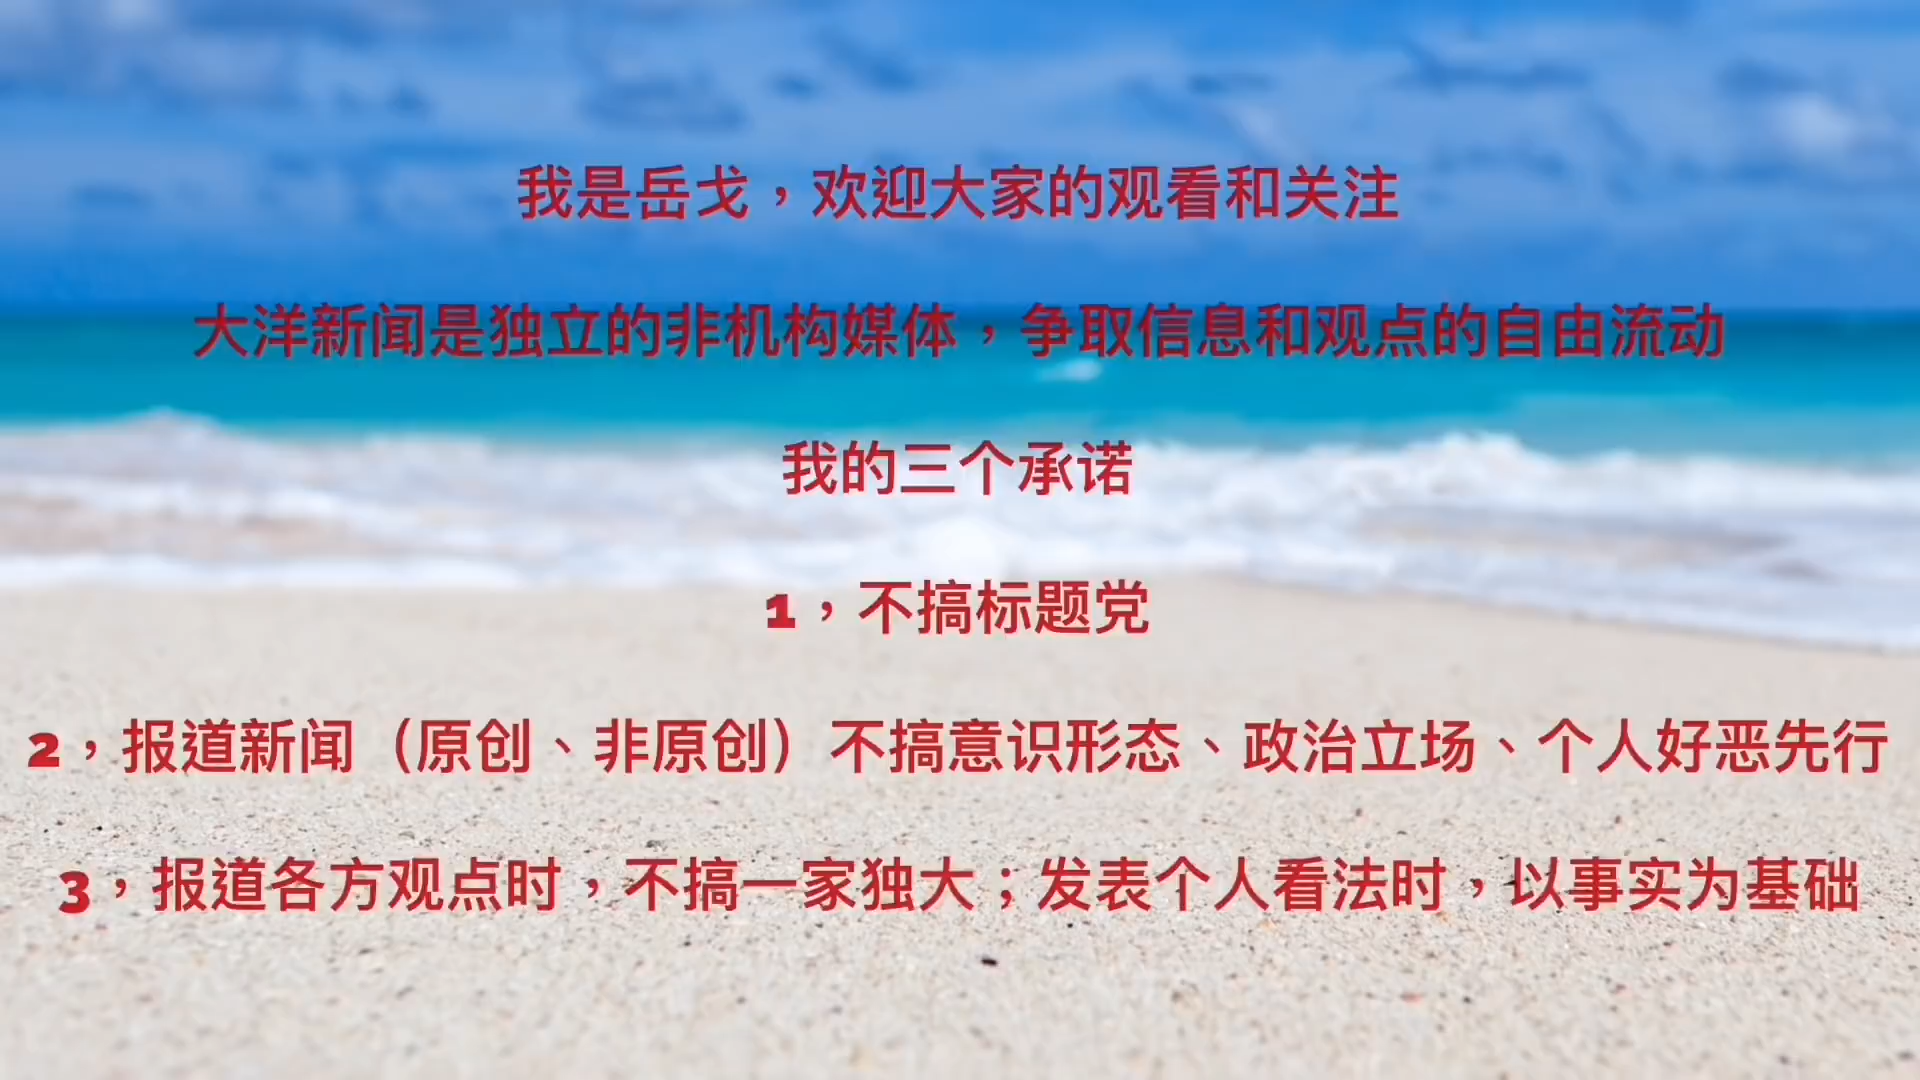 我是岳戈，欢迎大家的观看和关注
大洋新闻是独立的非机构媒体，争取信息和观点的自由流动
我的三个承诺
1，不搞标题党
2，报道新闻（原创、非原创）不搞意识形态、政治立场、个人好恶先行
3，报道各方观点时，不搞一家独大；发表个人看法时，以事实为基础